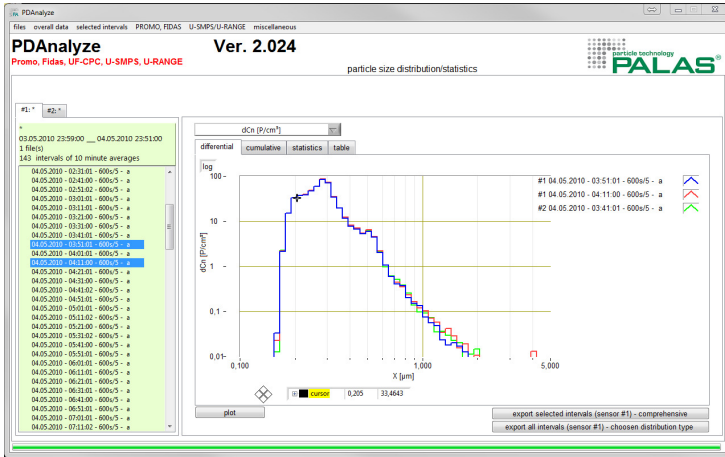 PDAnalyze
files overall data selected intervals PROMO, FIDAS U-SMPS/U-RANGE miscellaneous
PDAnalyze Ver. 2.024
Promo, Fidas, UF-CPC, U-SMPS, U-RANGE
particle size distribution/statistics
particle technology
PALAS®
#1: * #2: *
*
03.05.2010 23:59:00 __ 04.05.2010 23:51:00
1 file(s)
143 intervals of 10 minute averages
04.05.2010 - 02:31:01 - 600s/5 - a
04.05.2010 - 02:41:00 - 600s/5 - a
04.05.2010 - 02:51:02 - 600s/5 - a
04.05.2010 - 03:01:01 - 600s/5 - a
04.05.2010 - 03:11:01 - 600s/5 - a
04.05.2010 - 03:21:00 - 600s/5 - a
04.05.2010 - 03:31:00 - 600s/5 - a
04.05.2010 - 03:41:01 - 600s/5 - a
04.05.2010 - 03:51:01 - 600s/5 - a
04.05.2010 - 04:01:01 - 600s/5 - a
04.05.2010 - 04:11:00 - 600s/5 - a
04.05.2010 - 04:21:01 - 600s/5 - a
04.05.2010 - 04:31:00 - 600s/5 - a
04.05.2010 - 04:41:02 - 600s/5 - a
04.05.2010 - 04:51:01 - 600s/5 - a
04.05.2010 - 05:01:01 - 600s/5 - a
04.05.2010 - 05:11:02 - 600s/5 - a
04.05.2010 - 05:21:00 - 600s/5 - a
04.05.2010 - 05:31:02 - 600s/5 - a
04.05.2010 - 05:41:00 - 600s/5 - a
04.05.2010 - 05:51:01 - 600s/5 - a
04.05.2010 - 06:01:01 - 600s/5 - a
04.05.2010 - 06:11:01 - 600s/5 - a
04.05.2010 - 06:21:01 - 600s/5 - a
04.05.2010 - 06:31:01 - 600s/5 - a
04.05.2010 - 06:41:00 - 600s/5 - a
04.05.2010 - 06:51:01 - 600s/5 - a
04.05.2010 - 07:01:01 - 600s/5 - a
04.05.2010 - 07:11:02 - 600s/5 - a
dCn [P/cm³]
differential cumulative statistics table
log
100
10
1
0,1
0,01
dCn [P/cm³]
0,100 1,000 5,000
X [µm]
#1 04.05.2010 - 03:51:01 - 600s/5 - a
#1 04.05.2010 - 04:11:00 - 600s/5 - a
#2 04.05.2010 - 03:41:01 - 600s/5 - a
cursor 0,205 33,4643
plot
export selected intervals (sensor #1) - comprehensive
export all intervals (sensor #1) - choosen distribution type